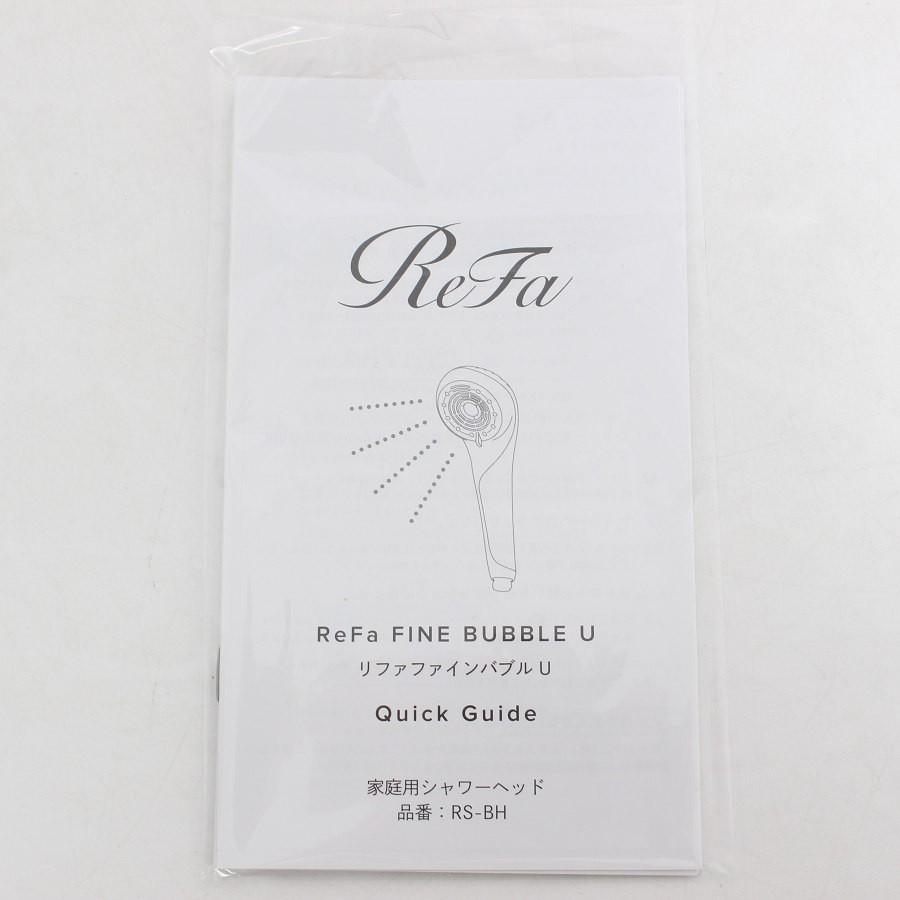 ReFa
ReFa FINE BUBBLE U
リファファインバブル U
Quick Guide
家庭用シャワーヘッド
品番：RS-BH